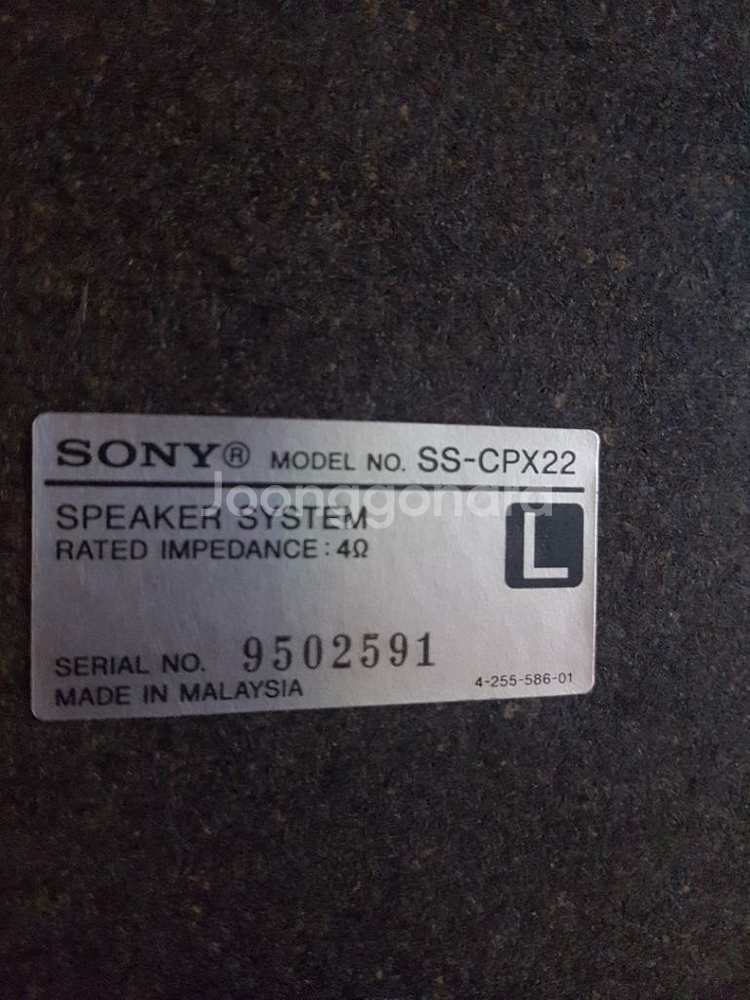 SONY® MODEL NO. SS-CPX22
Joonggonara
SPEAKER SYSTEM
RATED IMPEDANCE : 4Ω
L
SERIAL NO. 9502591
MADE IN MALAYSIA
4-255-586-01